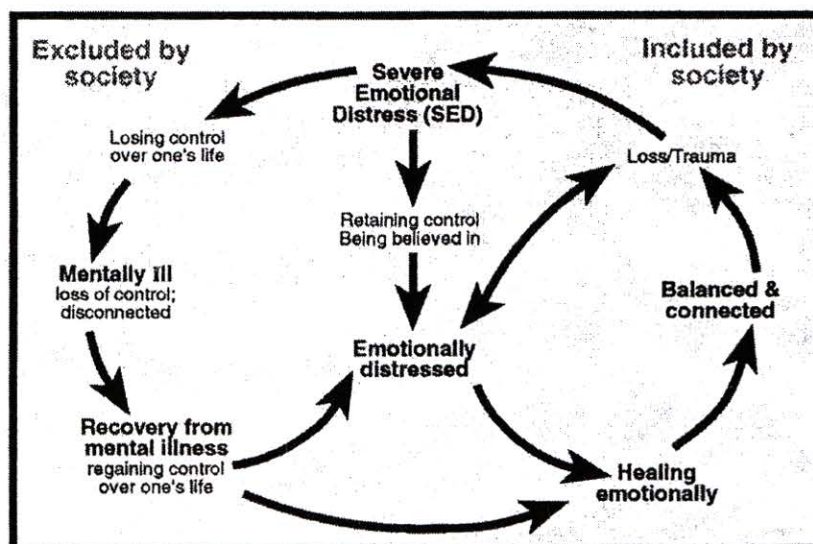 Excluded by
society
Included by
society
Severe
Emotional
Distress (SED)
Losing control
over one's life
Loss/Trauma
Retaining control
Being believed in
Mentally Ill
loss of control;
disconnected
Balanced &
connected
Emotionally
distressed
Recovery from
mental illness
regaining control
over one's life
Healing
emotionally